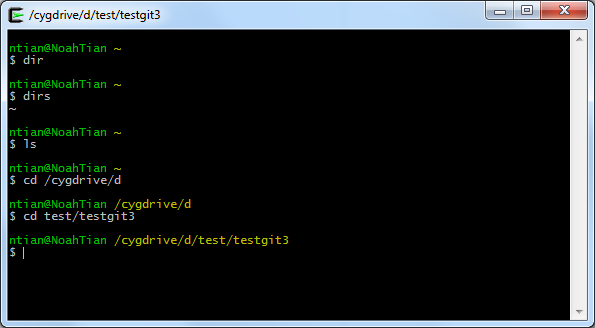 /cygdrive/d/test/testgit3
ntian@NoahTian ~
$ dir
ntian@NoahTian ~
$ dirs
~
ntian@NoahTian ~
$ ls
ntian@NoahTian ~
$ cd /cygdrive/d
ntian@NoahTian /cygdrive/d
$ cd test/testgit3
ntian@NoahTian /cygdrive/d/test/testgit3
$